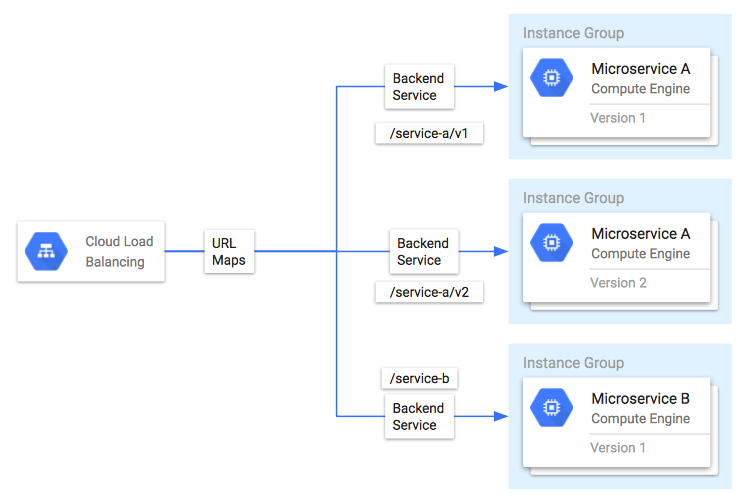 Instance Group
Microservice A
Compute Engine
Version 1
Backend
Service
/service-a/v1
Instance Group
Microservice A
Compute Engine
Version 2
Cloud Load
Balancing
URL
Maps
Backend
Service
/service-a/v2
Instance Group
Microservice B
Compute Engine
Version 1
/service-b
Backend
Service